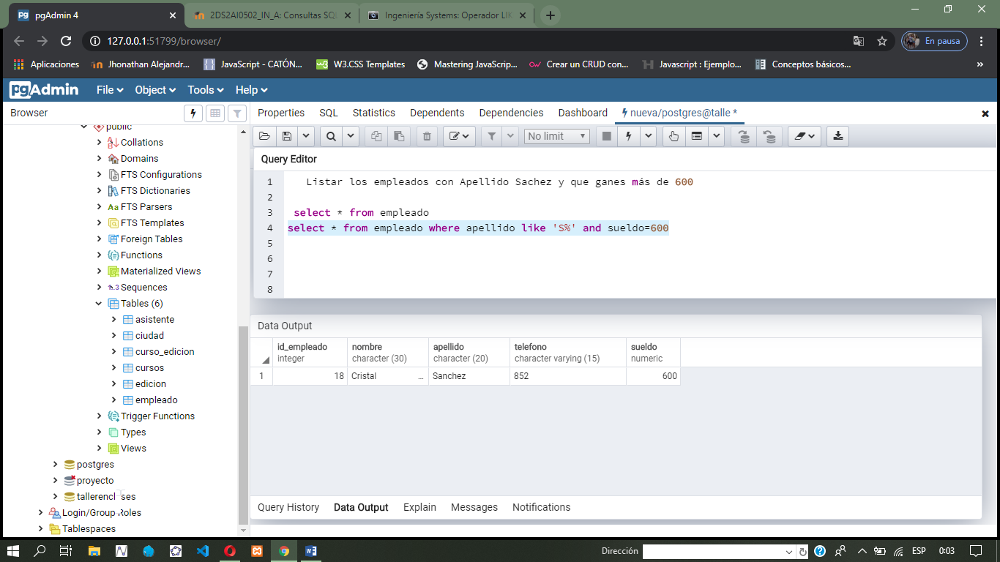 pgAdmin 4
2DS2AI0502_IN_A: Consultas SQ
Ingeniería Systems: Operador LI
127.0.0.1:51799/browser/
En pausa
Aplicaciones
Jhonathan Alejandr...
JavaScript - CATÓN...
W3.CSS Templates
Mastering JavaScrip...
Crear un CRUD con...
Javascript : Ejemplo...
Conceptos básicos...
»
pgAdmin
File
Object
Tools
Help
Browser
Properties
SQL
Statistics
Dependents
Dependencies
Dashboard
nueva/postgres@talle *
No limit
public
Collations
Domains
FTS Configurations
FTS Dictionaries
FTS Parsers
FTS Templates
Foreign Tables
Functions
Materialized Views
Sequences
Tables (6)
asistente
ciudad
curso_edicion
cursos
edicion
empleado
Trigger Functions
Types
Views
postgres
proyecto
Login/Group Roles
Tablespaces
Query Editor
1 Listar los empleados con Apellido Sachez y que ganes más de 600
2
3 select * from empleado
4 select * from empleado where apellido like 'S%' and sueldo=600
5
6
7
8
Data Output
id_empleado nombre apellido telefono sueldo
integer character (30) character (20) character varying (15) numeric
1 18 Cristal ... Sanchez 852 600
Query History
Data Output
Explain
Messages
Notifications
Dirección
ESP
0:03